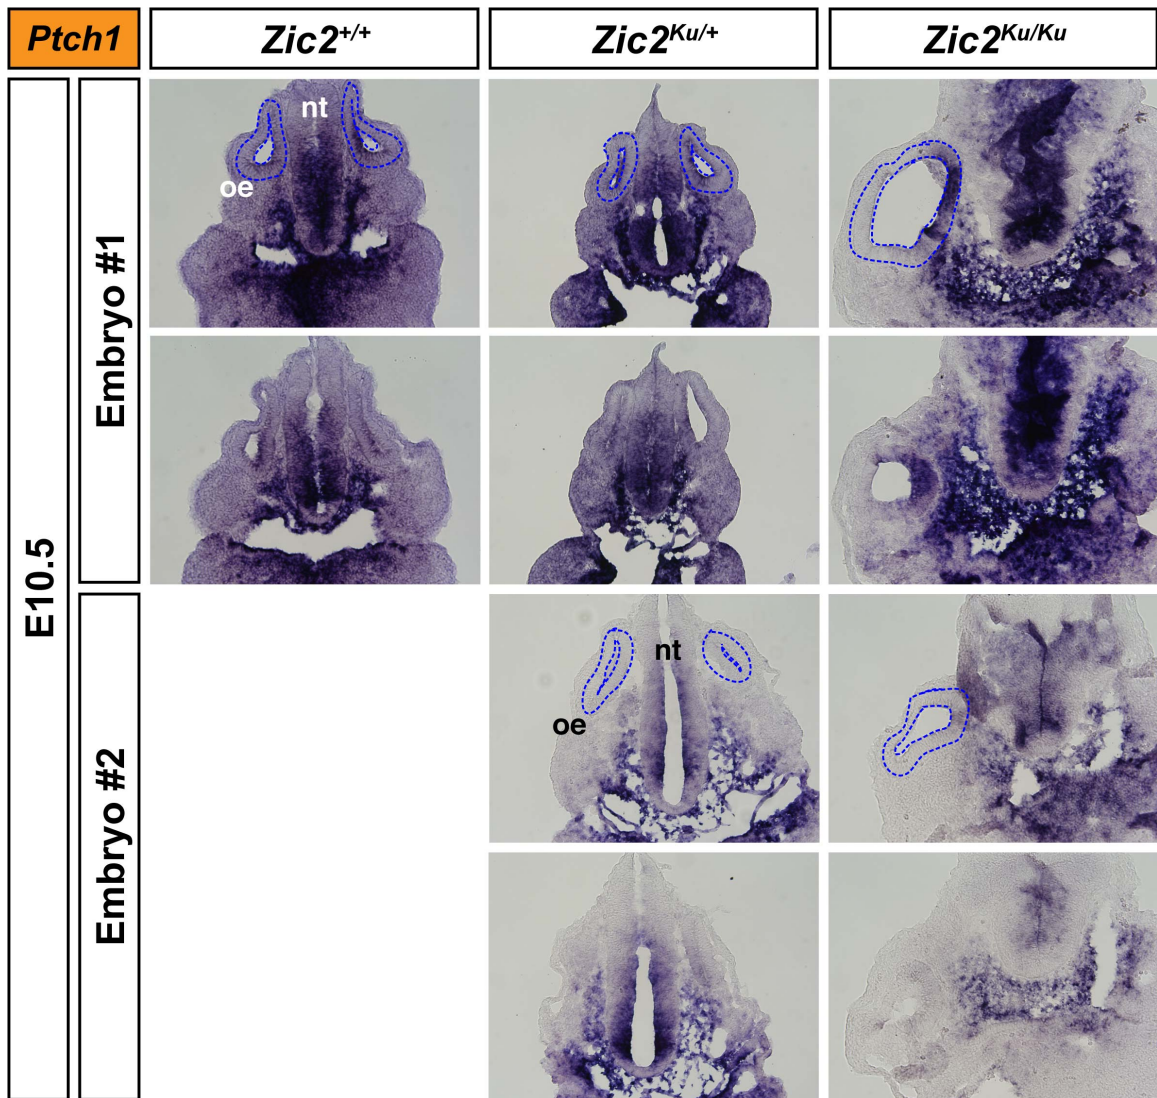 Ptch1
Zic2+/+
Zic2Ku/+
Zic2Ku/Ku
E10.5
Embryo #1
nt
oe
Embryo #2
nt
oe